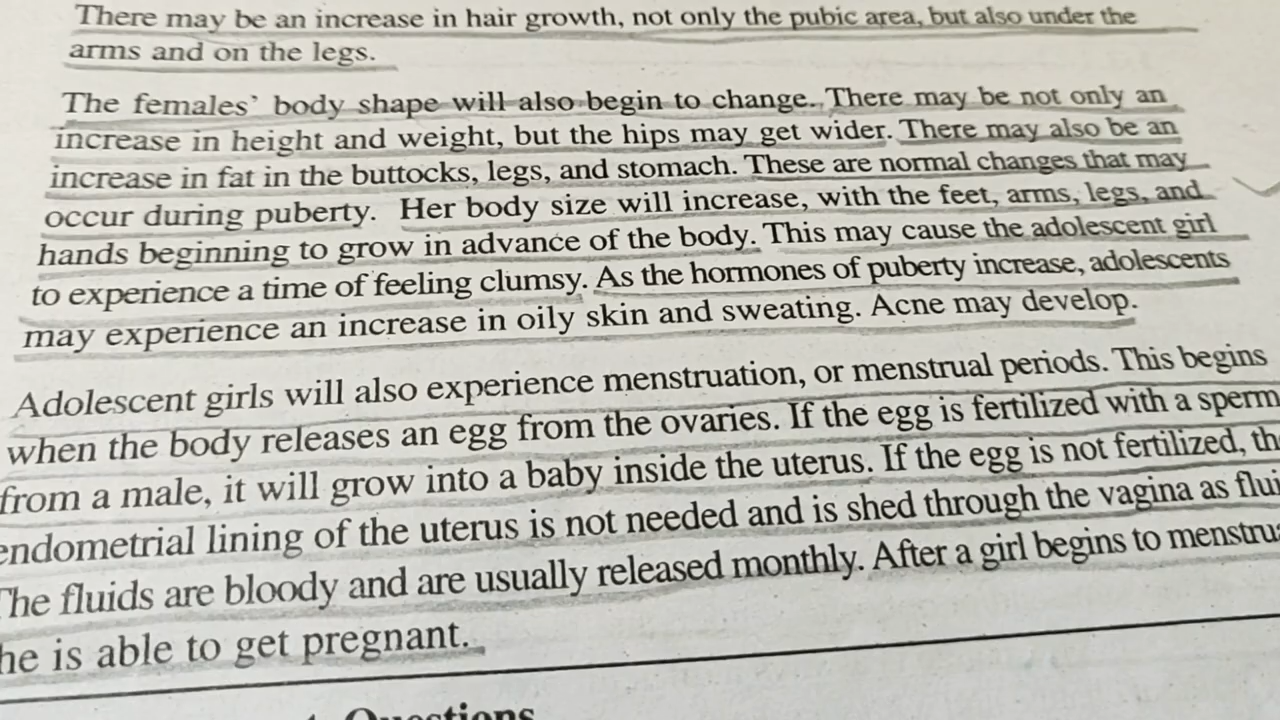 There may be an increase in hair growth, not only the pubic area, but also under the
arms and on the legs.
The females' body shape will also begin to change. There may be not only an
increase in height and weight, but the hips may get wider. There may also be an
increase in fat in the buttocks, legs, and stomach. These are normal changes that may
occur during puberty. Her body size will increase, with the feet, arms, legs, and
hands beginning to grow in advance of the body. This may cause the adolescent girl
to experience a time of feeling clumsy. As the hormones of puberty increase, adolescents
may experience an increase in oily skin and sweating. Acne may develop.
Adolescent girls will also experience menstruation, or menstrual periods. This begins
when the body releases an egg from the ovaries. If the egg is fertilized with a sperm
from a male, it will grow into a baby inside the uterus. If the egg is not fertilized, th
endometrial lining of the uterus is not needed and is shed through the vagina as flui
The fluids are bloody and are usually released monthly. After a girl begins to menstru
he is able to get pregnant.
Questions